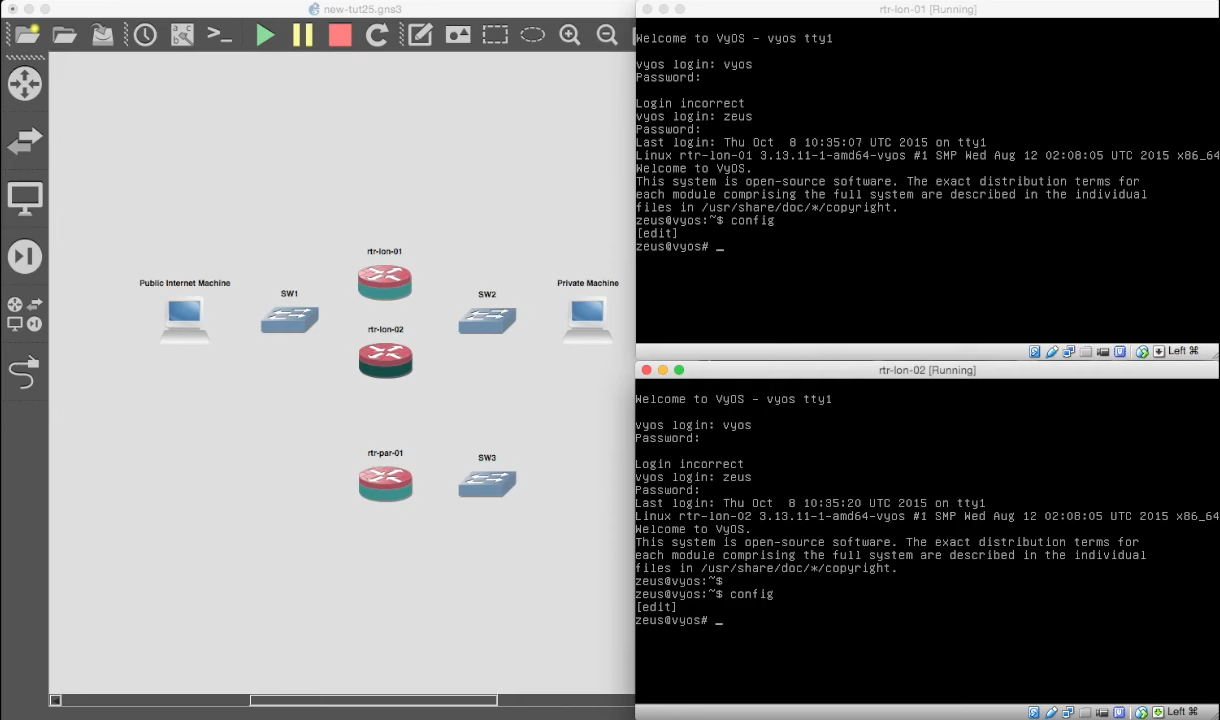 new-tut25.gns3
rtr-lon-01
Public Internet Machine
SW1
SW2
Private Machine
rtr-lon-02
rtr-par-01
SW3
rtr-lon-01 [Running]
Welcome to VyOS - vyos tty1
vyos login: vyos
Password:
Login incorrect
vyos login: zeus
Password:
Last login: Thu Oct  8 10:35:07 UTC 2015 on tty1
Linux rtr-lon-01 3.13.11-1-amd64-vyos #1 SMP Wed Aug 12 02:08:05 UTC 2015 x86_64
Welcome to VyOS.
This system is open-source software. The exact distribution terms for
each module comprising the full system are described in the individual
files in /usr/share/doc/*/copyright.
zeus@vyos:~$ config
[edit]
zeus@vyos# _
Left ⌘
rtr-lon-02 [Running]
Welcome to VyOS - vyos tty1
vyos login: vyos
Password:
Login incorrect
vyos login: zeus
Password:
Last login: Thu Oct  8 10:35:20 UTC 2015 on tty1
Linux rtr-lon-02 3.13.11-1-amd64-vyos #1 SMP Wed Aug 12 02:08:05 UTC 2015 x86_64
Welcome to VyOS.
This system is open-source software. The exact distribution terms for
each module comprising the full system are described in the individual
files in /usr/share/doc/*/copyright.
zeus@vyos:~$
zeus@vyos:~$ config
[edit]
zeus@vyos# _
Left ⌘